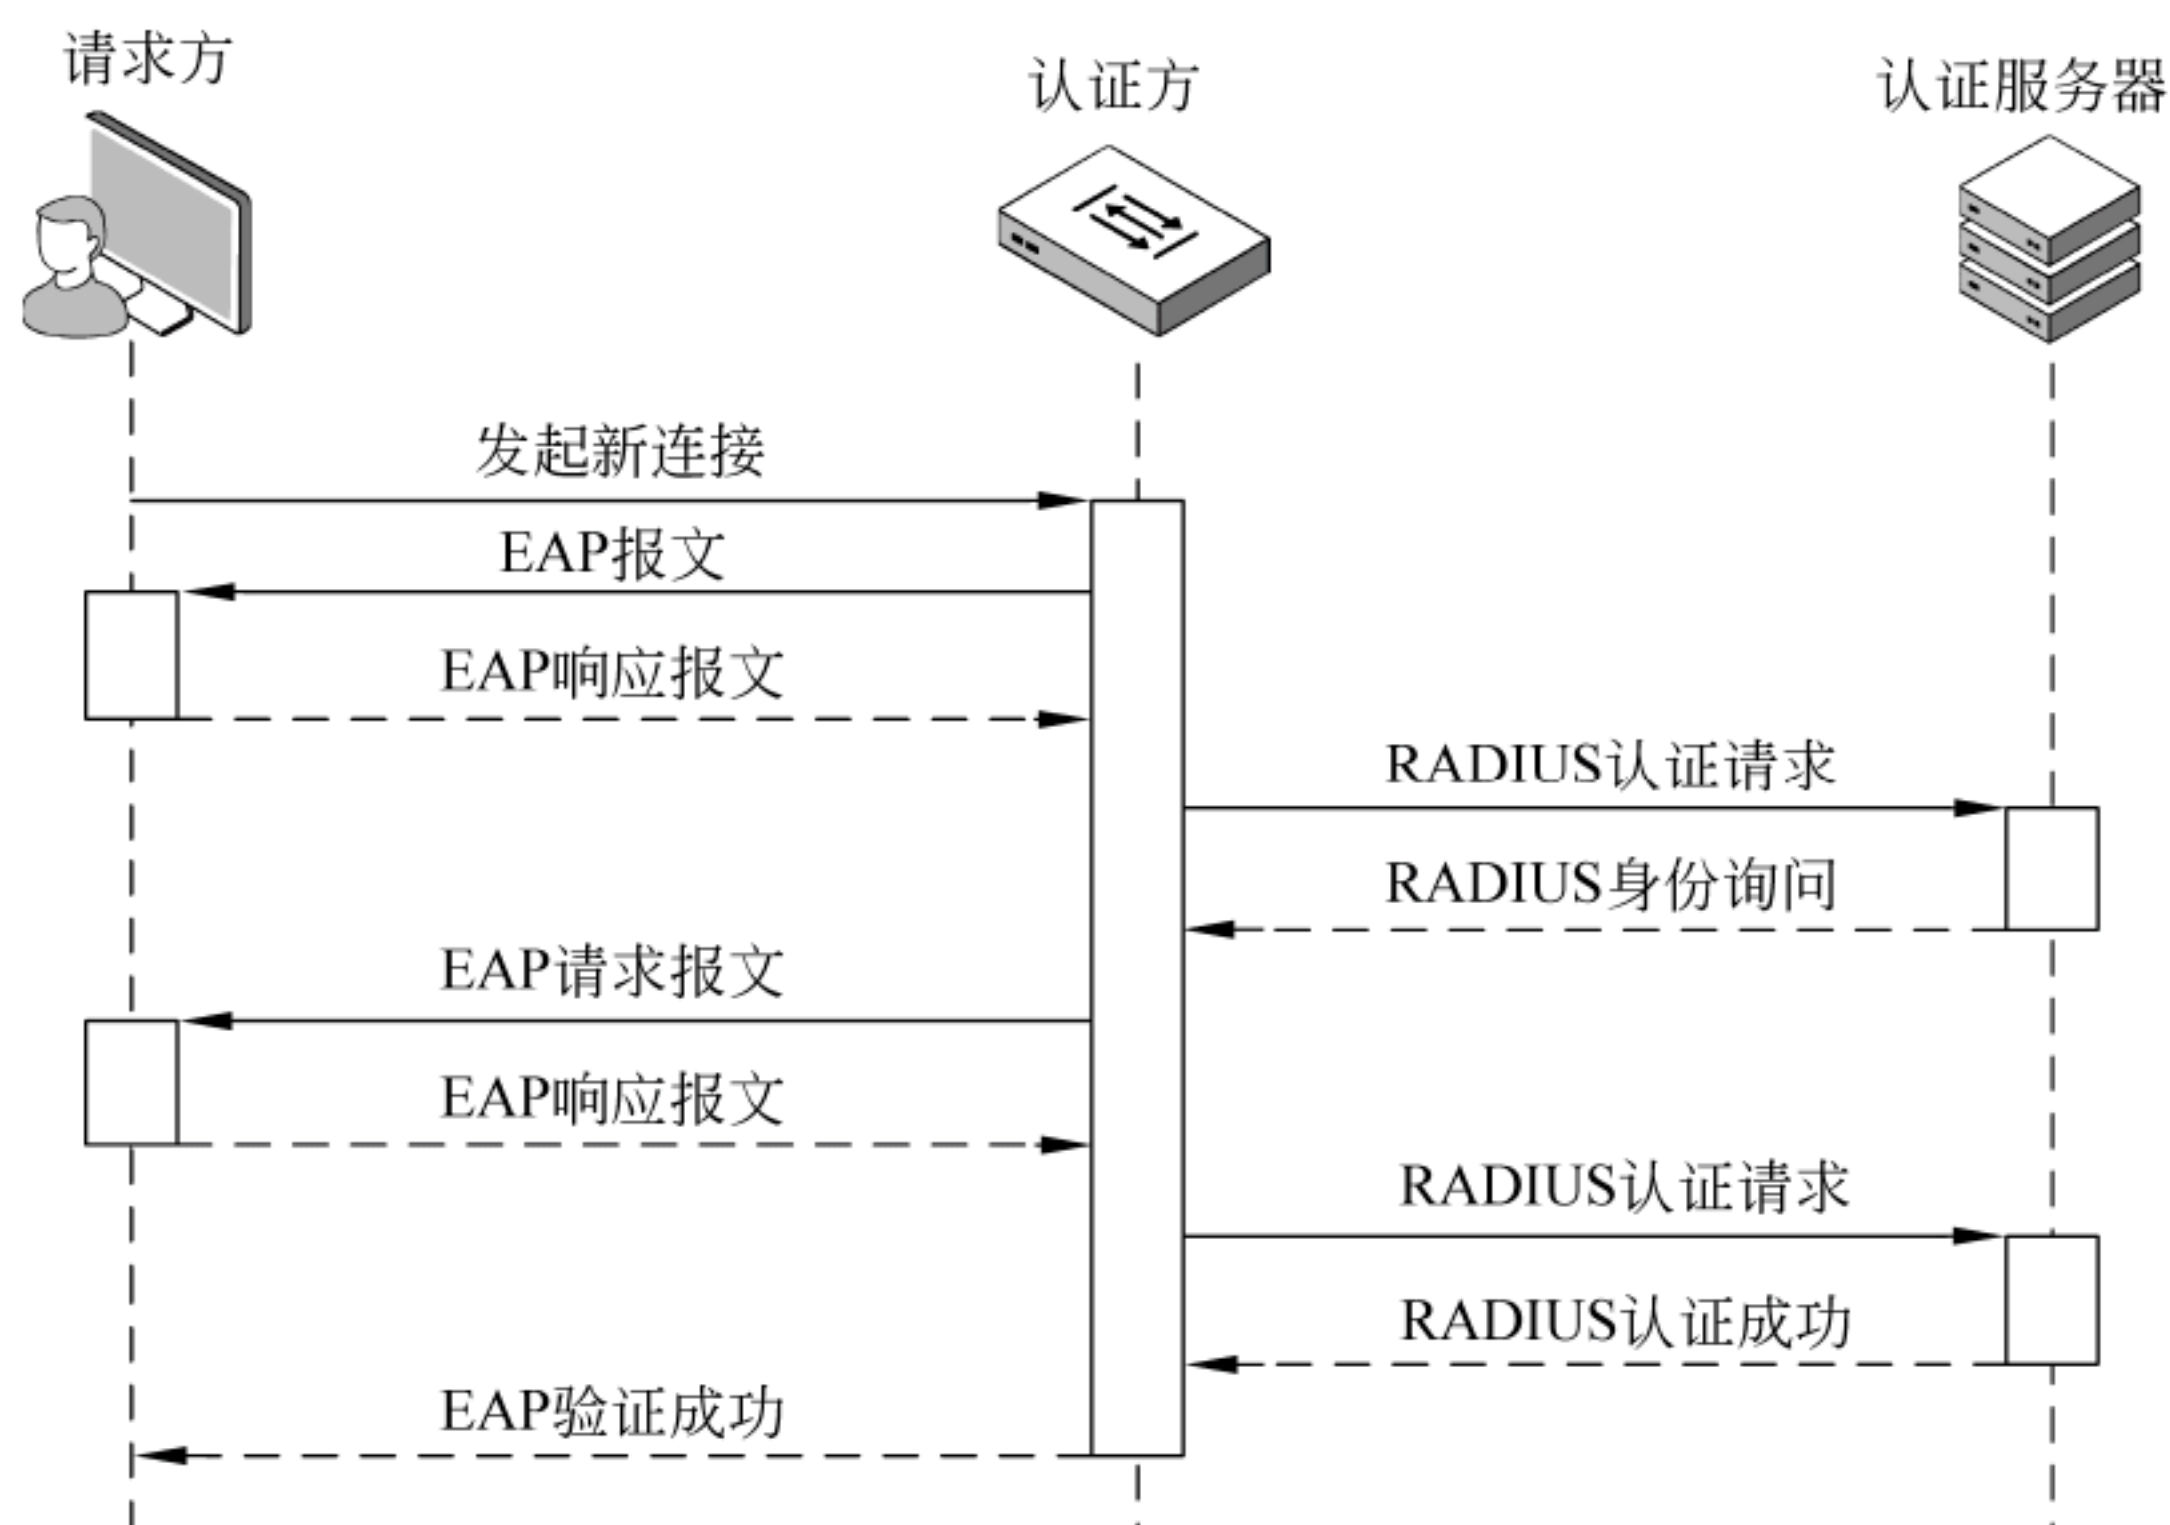 请求方
认证方
认证服务器
发起新连接
EAP报文
EAP响应报文
RADIUS认证请求
RADIUS身份询问
EAP请求报文
EAP响应报文
RADIUS认证请求
RADIUS认证成功
EAP验证成功